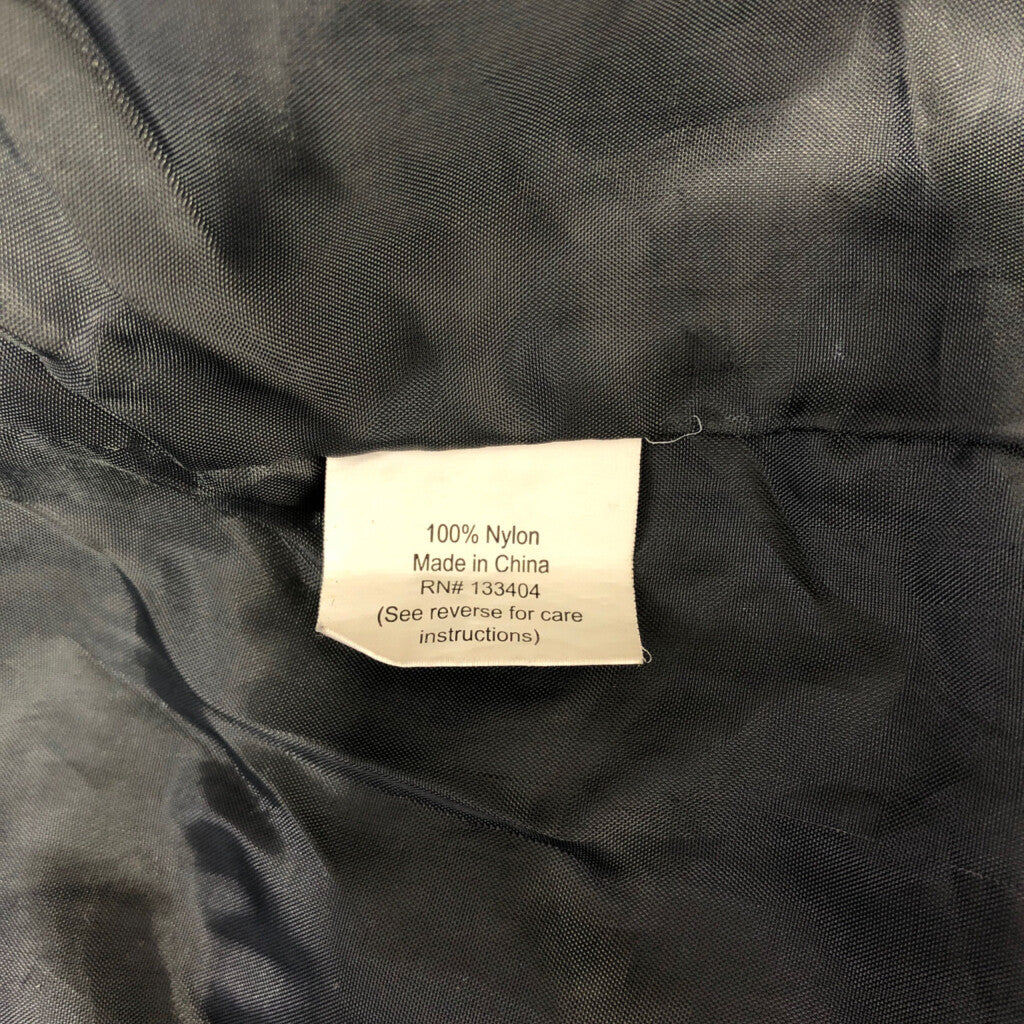 100% Nylon
Made in China
RN# 133404
(See reverse for care
instructions)